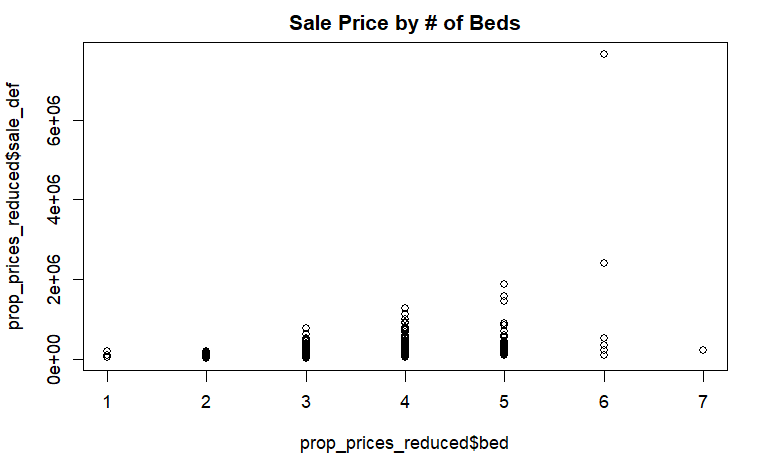 Sale Price by # of Beds
prop_prices_reduced$sale_def
6e+06
4e+06
2e+06
0e+00
1 2 3 4 5 6 7
prop_prices_reduced$bed